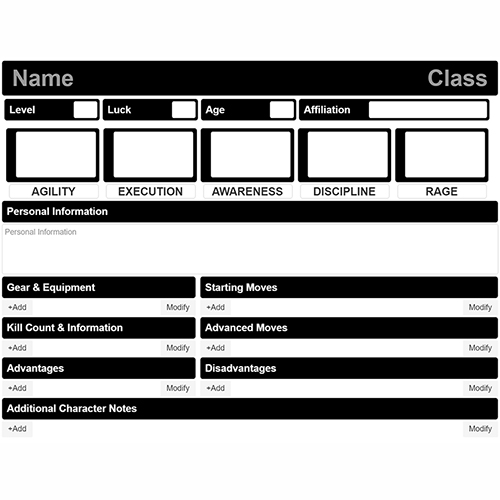 Name Class
Level Luck Age Affiliation
AGILITY EXECUTION AWARENESS DISCIPLINE RAGE
Personal Information
Personal Information
Gear & Equipment Starting Moves
+Add Modify +Add Modify
Kill Count & Information Advanced Moves
+Add Modify +Add Modify
Advantages Disadvantages
+Add Modify +Add Modify
Additional Character Notes
+Add Modify